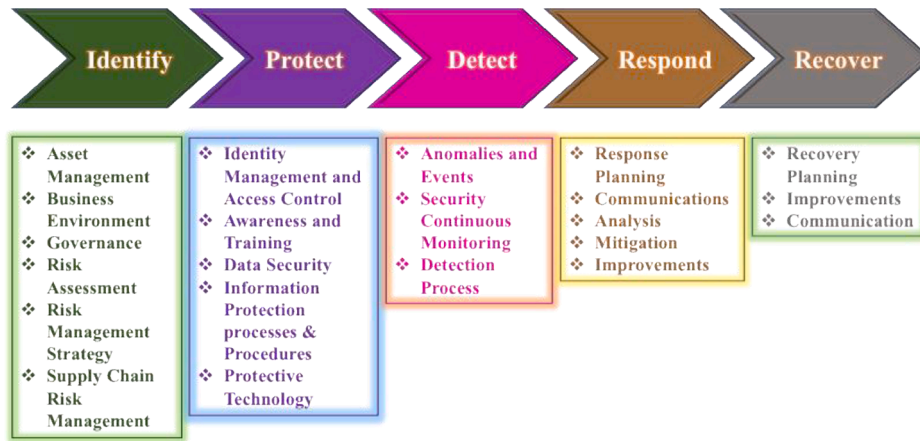 Identify
Protect
Detect
Respond
Recover
❖ Asset
Management
❖ Business
Environment
❖ Governance
❖ Risk
Assessment
❖ Risk
Management
Strategy
❖ Supply Chain
Risk
Management
❖ Identity
Management and
Access Control
❖ Awareness and
Training
❖ Data Security
❖ Information
Protection
processes &
Procedures
❖ Protective
Technology
❖ Anomalies and
Events
❖ Security
Continuous
Monitoring
❖ Detection
Process
❖ Response
Planning
❖ Communications
❖ Analysis
❖ Mitigation
❖ Improvements
❖ Recovery
Planning
❖ Improvements
❖ Communication